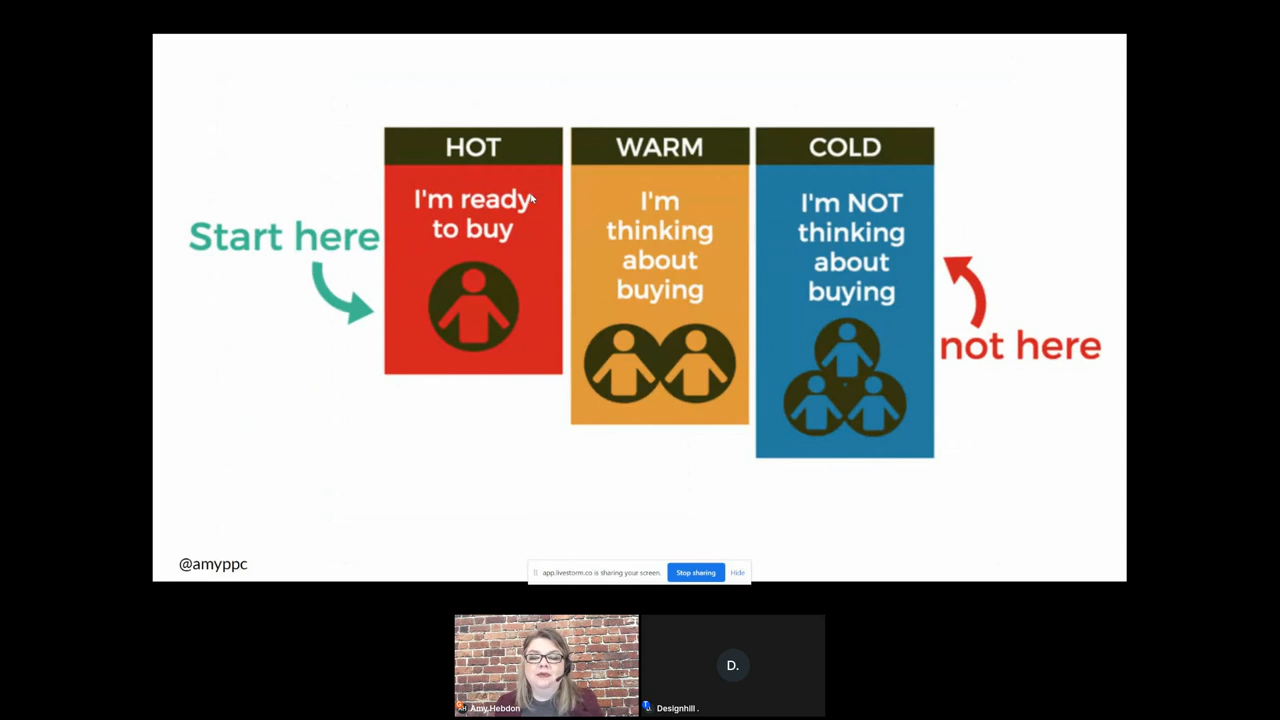 HOT
I'm ready
to buy
WARM
I'm
thinking
about
buying
COLD
I'm NOT
thinking
about
buying
Start here
not here
@amyppc
app.livestorm.co is sharing your screen.
Stop sharing
Hide
AH
Amy Hebdon
D.
Designhill .